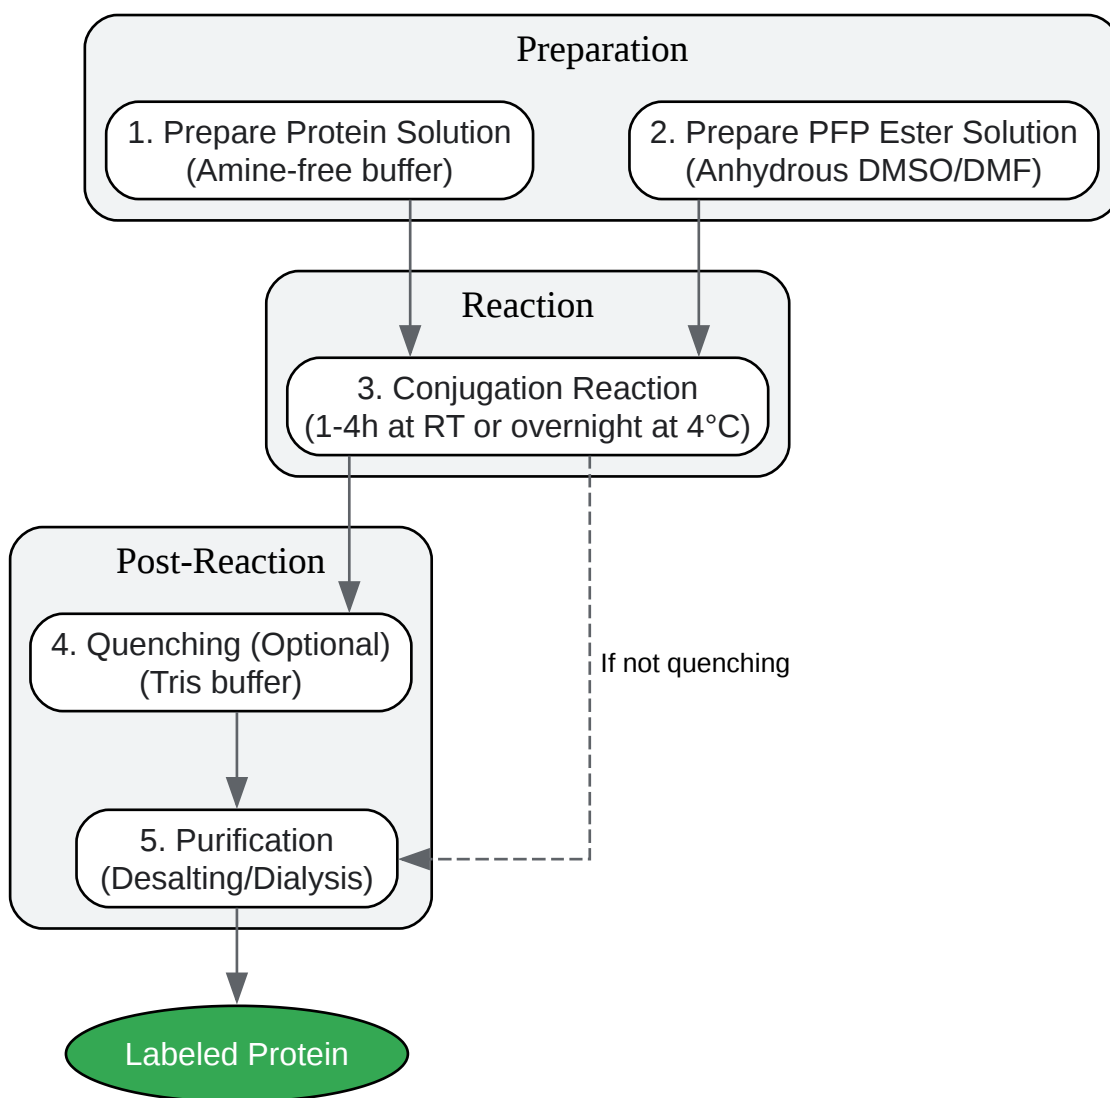 Preparation
1. Prepare Protein Solution
(Amine-free buffer)
2. Prepare PFP Ester Solution
(Anhydrous DMSO/DMF)
Reaction
3. Conjugation Reaction
(1-4h at RT or overnight at 4°C)
Post-Reaction
4. Quenching (Optional)
(Tris buffer)
If not quenching
5. Purification
(Desalting/Dialysis)
Labeled Protein